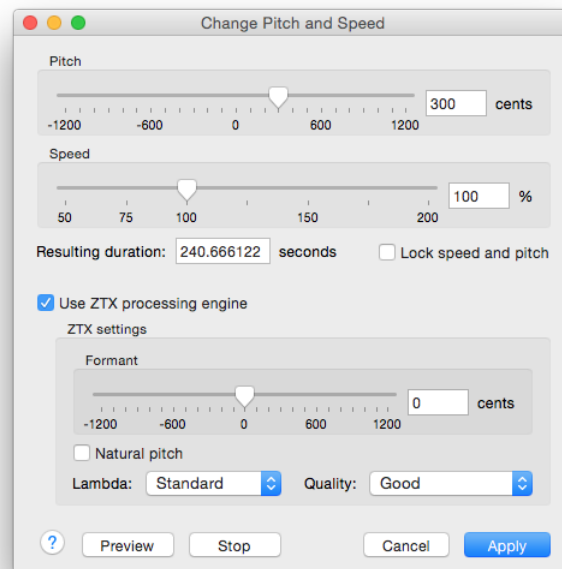 Change Pitch and Speed
Pitch
300 cents
-1200 -600 0 600 1200
Speed
100 %
50 75 100 150 200
Resulting duration: 240.666122 seconds Lock speed and pitch
Use ZTX processing engine
ZTX settings
Formant
0 cents
-1200 -600 0 600 1200
Natural pitch
Lambda: Standard Quality: Good
? Preview Stop Cancel Apply